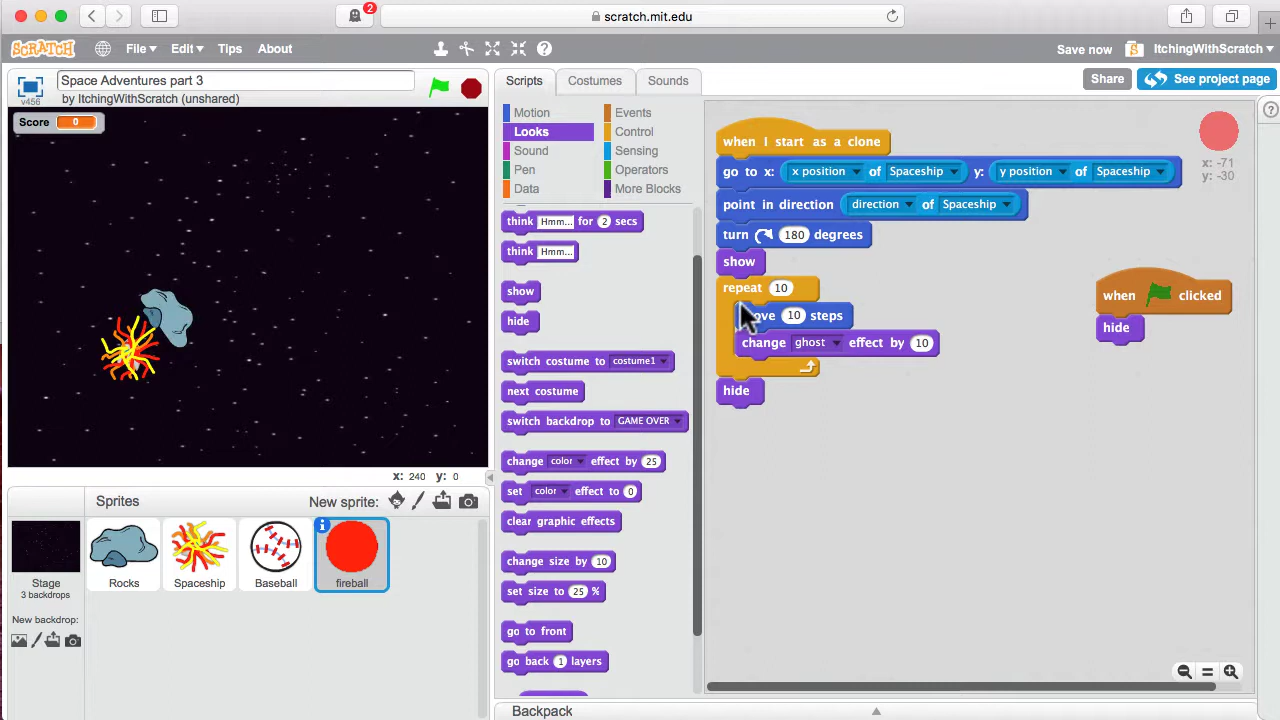 2
scratch.mit.edu
SCRATCH
File
Edit
Tips
About
Save now
ItchingWithScratch
v456
Space Adventures part 3
by ItchingWithScratch (unshared)
Scripts
Costumes
Sounds
Share
See project page
Score 0
Motion
Events
Looks
Control
Sound
Sensing
Pen
Operators
Data
More Blocks
think Hmm... for 2 secs
think Hmm...
show
hide
switch costume to costume1
next costume
switch backdrop to GAME OVER
change color effect by 25
set color effect to 0
clear graphic effects
change size by 10
set size to 25 %
go to front
go back 1 layers
when I start as a clone
go to x: x position of Spaceship y: y position of Spaceship
point in direction direction of Spaceship
turn 180 degrees
show
repeat 10
10 steps
change ghost effect by 10
hide
when clicked
hide
x: -71
y: -30
x: 240 y: 0
Sprites
New sprite:
Stage
3 backdrops
New backdrop:
Rocks
Spaceship
Baseball
fireball
Backpack